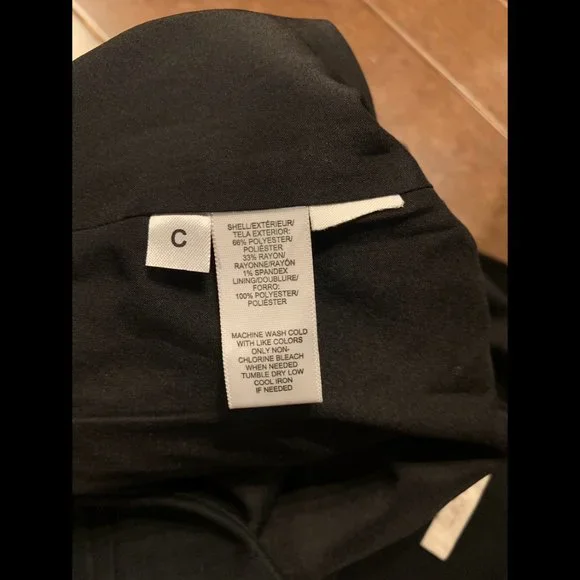 C
SHELL/EXTÉRIEUR/
TELA EXTERIOR:
66% POLYESTER/
POLIÉSTER
33% RAYON/
RAYONNE/RAYÓN
1% SPANDEX
LINING/DOUBLURE/
FORRO:
100% POLYESTER/
POLIÉSTER
MACHINE WASH COLD
WITH LIKE COLORS
ONLY NON-
CHLORINE BLEACH
WHEN NEEDED
TUMBLE DRY LOW
COOL IRON
IF NEEDED